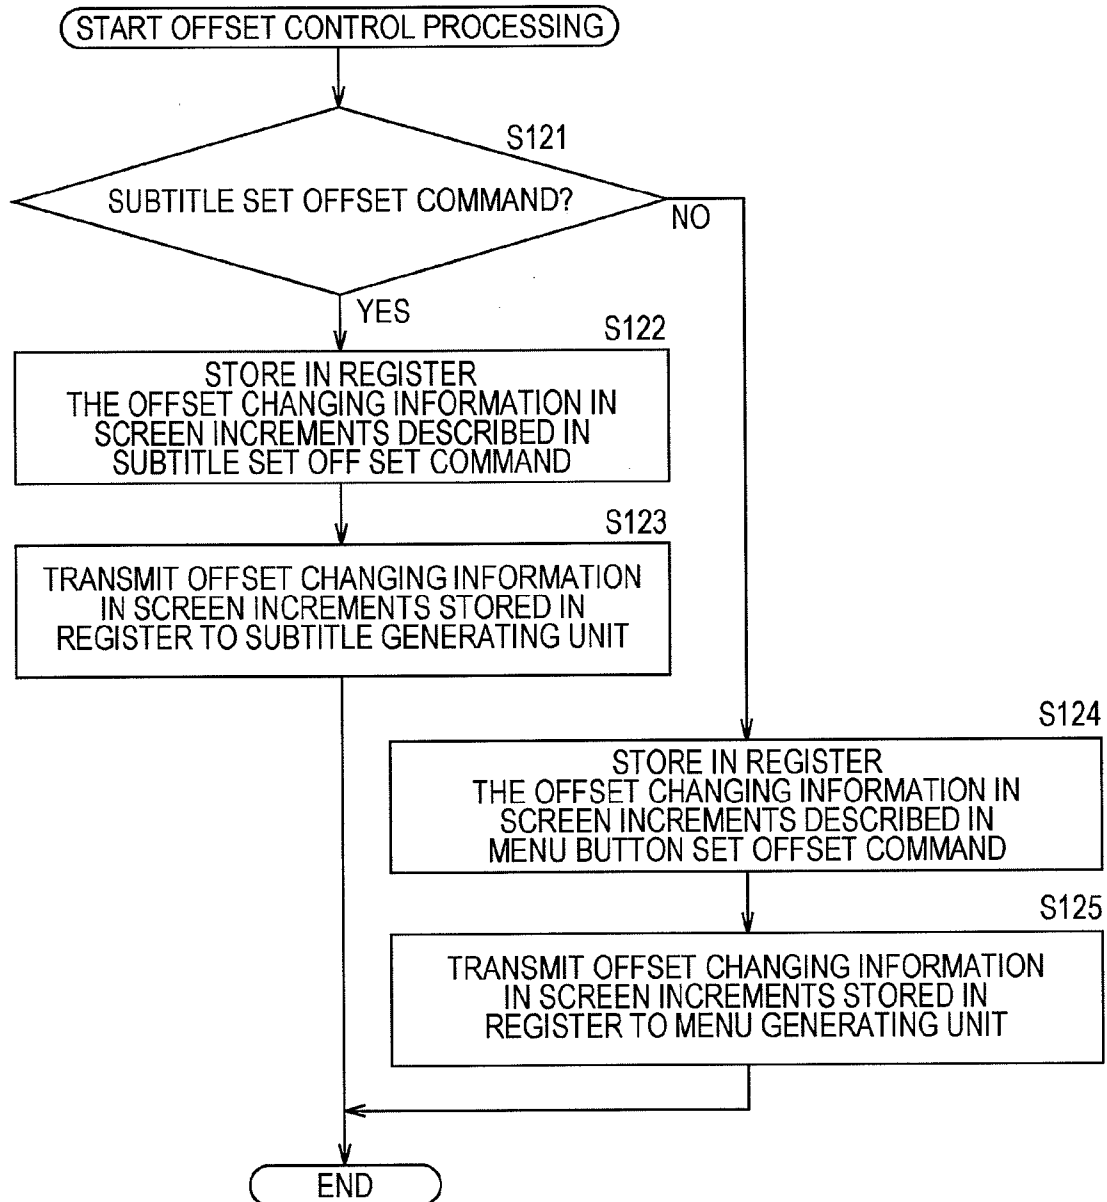 START OFFSET CONTROL PROCESSING
S121
SUBTITLE SET OFFSET COMMAND?
NO
YES
S122
STORE IN REGISTER
THE OFFSET CHANGING INFORMATION IN
SCREEN INCREMENTS DESCRIBED IN
SUBTITLE SET OFF SET COMMAND
S123
TRANSMIT OFFSET CHANGING INFORMATION
IN SCREEN INCREMENTS STORED IN
REGISTER TO SUBTITLE GENERATING UNIT
S124
STORE IN REGISTER
THE OFFSET CHANGING INFORMATION IN
SCREEN INCREMENTS DESCRIBED IN
MENU BUTTON SET OFFSET COMMAND
S125
TRANSMIT OFFSET CHANGING INFORMATION
IN SCREEN INCREMENTS STORED IN
REGISTER TO MENU GENERATING UNIT
END